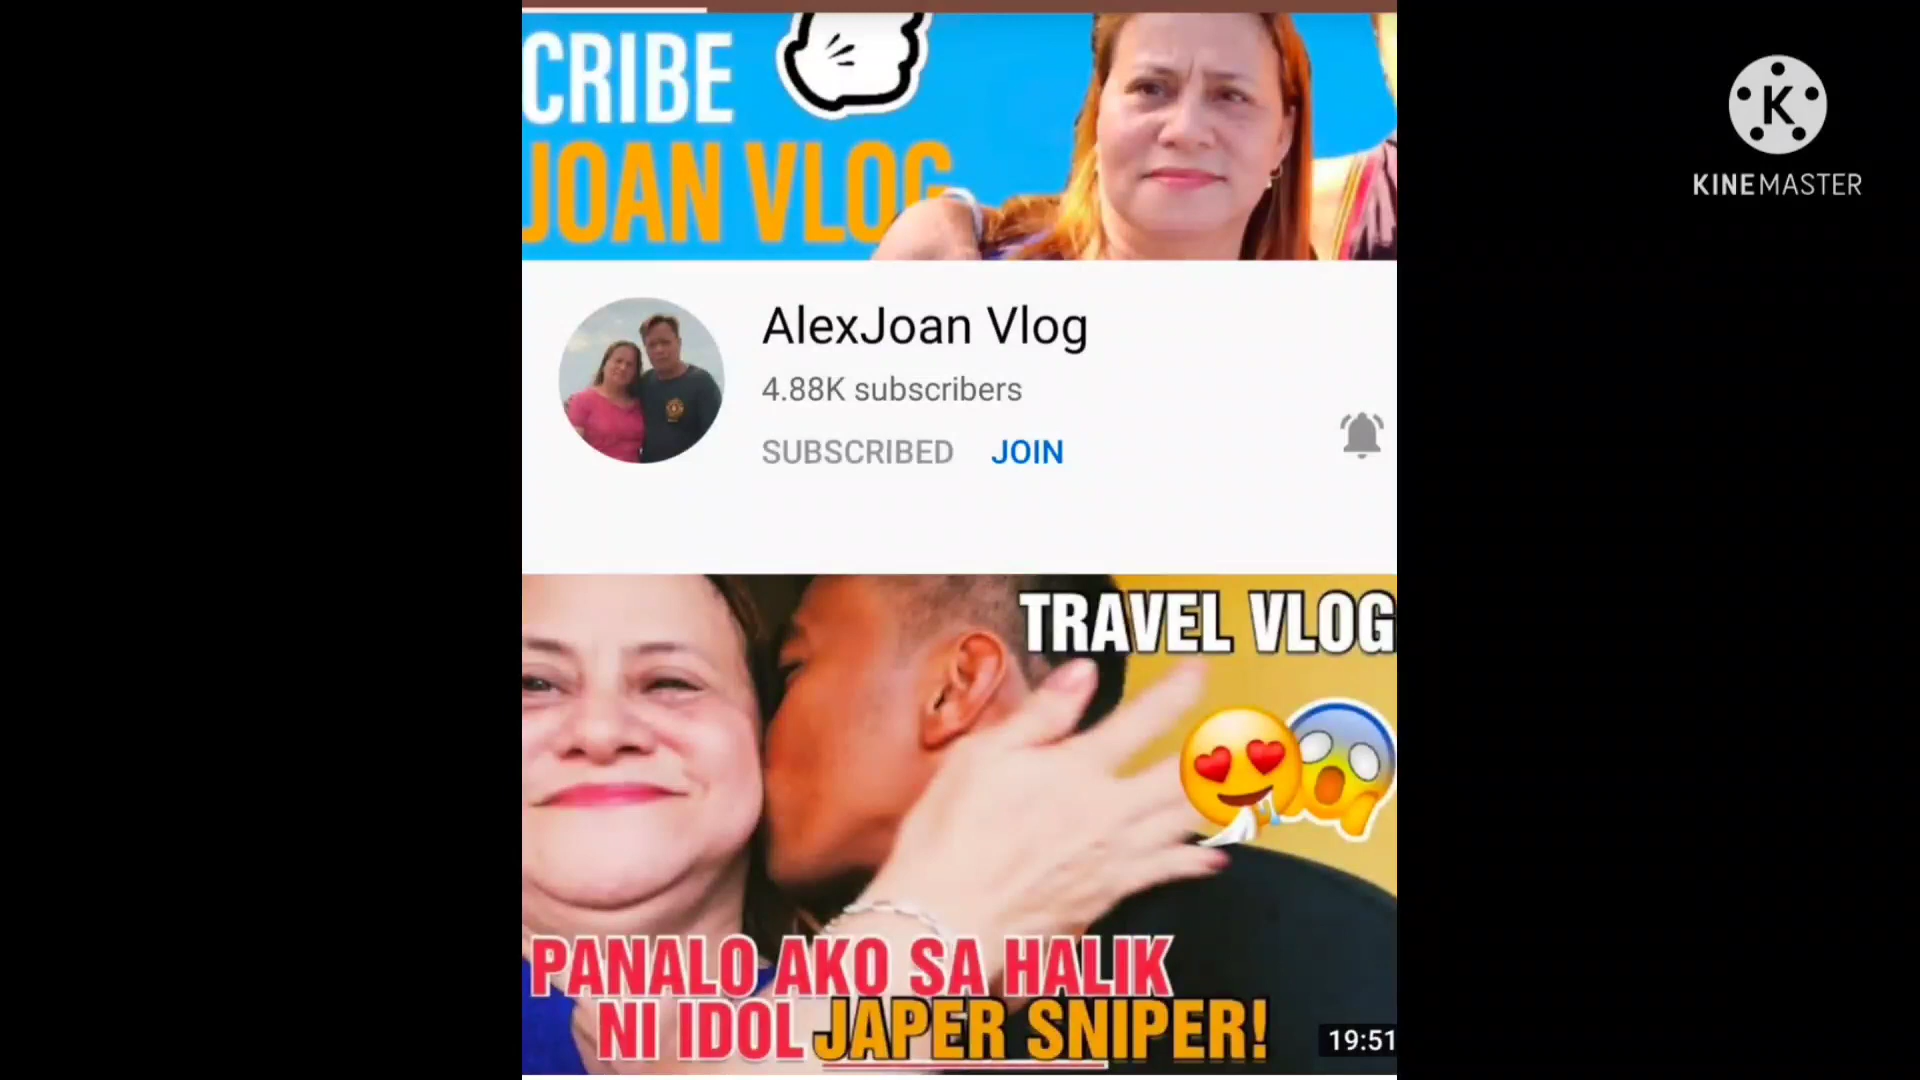 CRIBE
JOAN VLOG
KINEMASTER
AlexJoan Vlog
4.88K subscribers
SUBSCRIBED JOIN
TRAVEL VLOG
PANALO AKO SA HALIK
NI IDOL JAPER SNIPER!
19:51